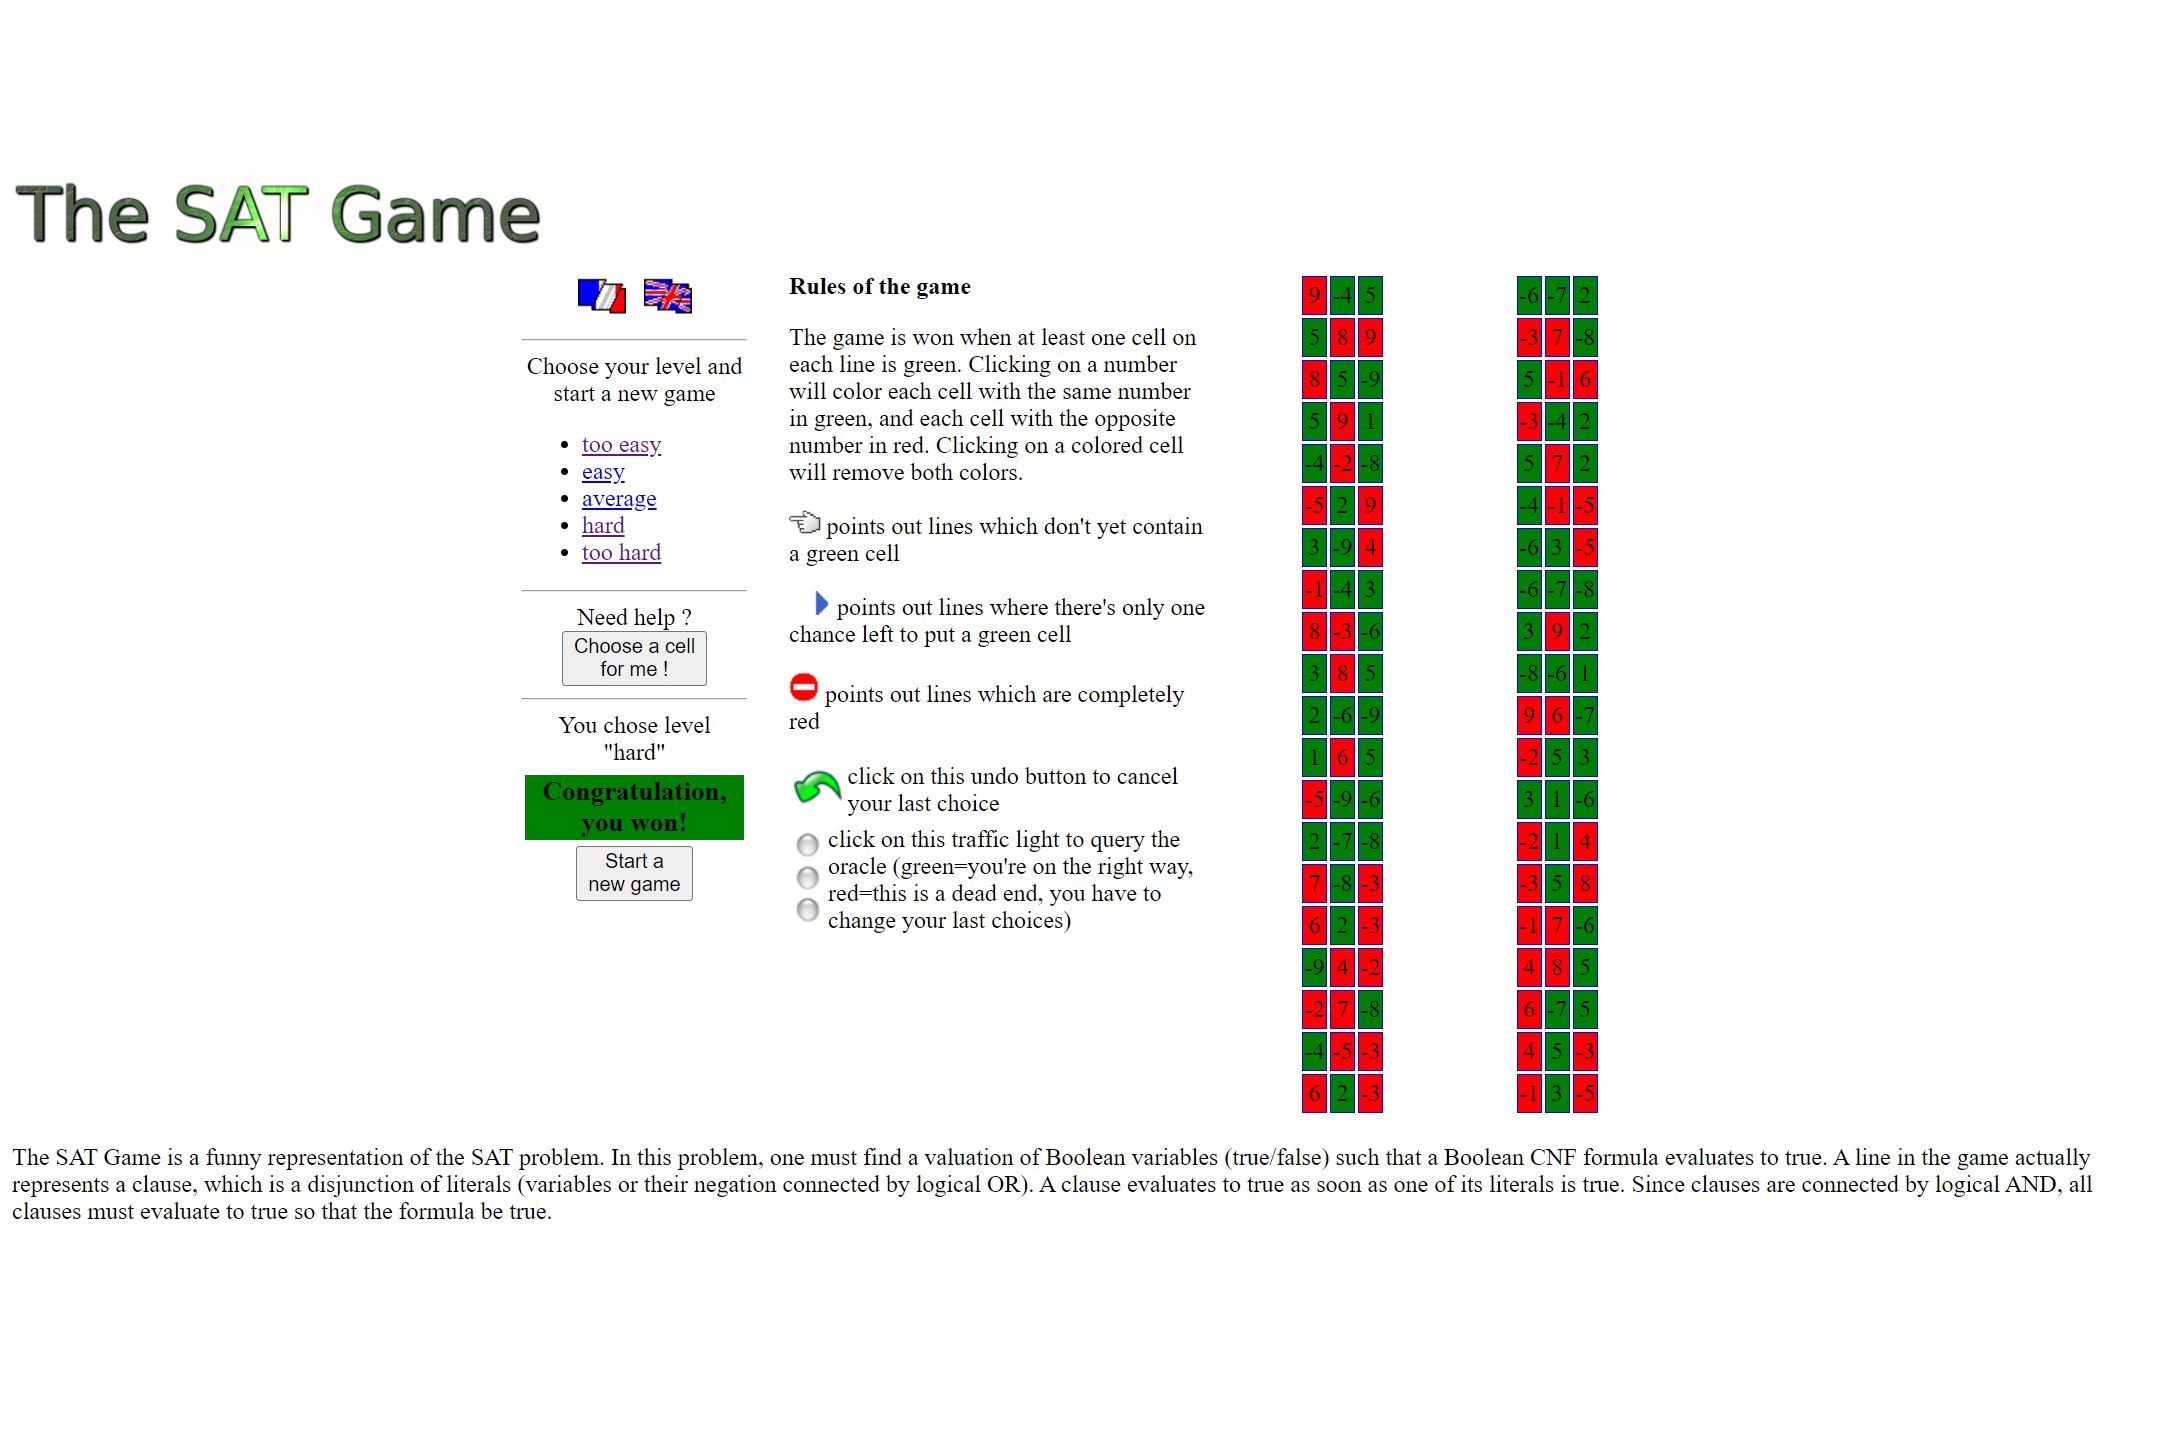 The SAT Game
Choose your level and
start a new game
too easy
easy
average
hard
too hard
Need help ?
Choose a cell
for me !
You chose level
"hard"
Congratulation,
you won!
Start a
new game
Rules of the game
The game is won when at least one cell on
each line is green. Clicking on a number
will color each cell with the same number
in green, and each cell with the opposite
number in red. Clicking on a colored cell
will remove both colors.
points out lines which don't yet contain
a green cell
points out lines where there's only one
chance left to put a green cell
points out lines which are completely
red
click on this undo button to cancel
your last choice
click on this traffic light to query the
oracle (green=you're on the right way,
red=this is a dead end, you have to
change your last choices)
9 -4 5
5 8 9
8 5 -9
5 9 1
-4 -2 -8
-5 2 9
3 -9 4
-1 -4 3
8 -3 -6
3 8 5
2 -6 -9
1 6 5
-5 -9 -6
2 -7 -8
7 -8 -3
6 2 -3
-9 4 -2
-2 7 -8
-4 -5 -3
6 2 -3
-6 -7 2
-3 7 -8
5 -1 6
-3 -4 2
5 7 2
-4 -1 -5
-6 3 -5
-6 -7 -8
3 9 2
-8 -6 1
9 6 -7
-2 5 3
3 1 -6
-2 1 4
-3 5 8
-1 7 -6
4 8 5
6 -7 5
4 5 -3
-1 3 -5
The SAT Game is a funny representation of the SAT problem. In this problem, one must find a valuation of Boolean variables (true/false) such that a Boolean CNF formula evaluates to true. A line in the game actually
represents a clause, which is a disjunction of literals (variables or their negation connected by logical OR). A clause evaluates to true as soon as one of its literals is true. Since clauses are connected by logical AND, all
clauses must evaluate to true so that the formula be true.